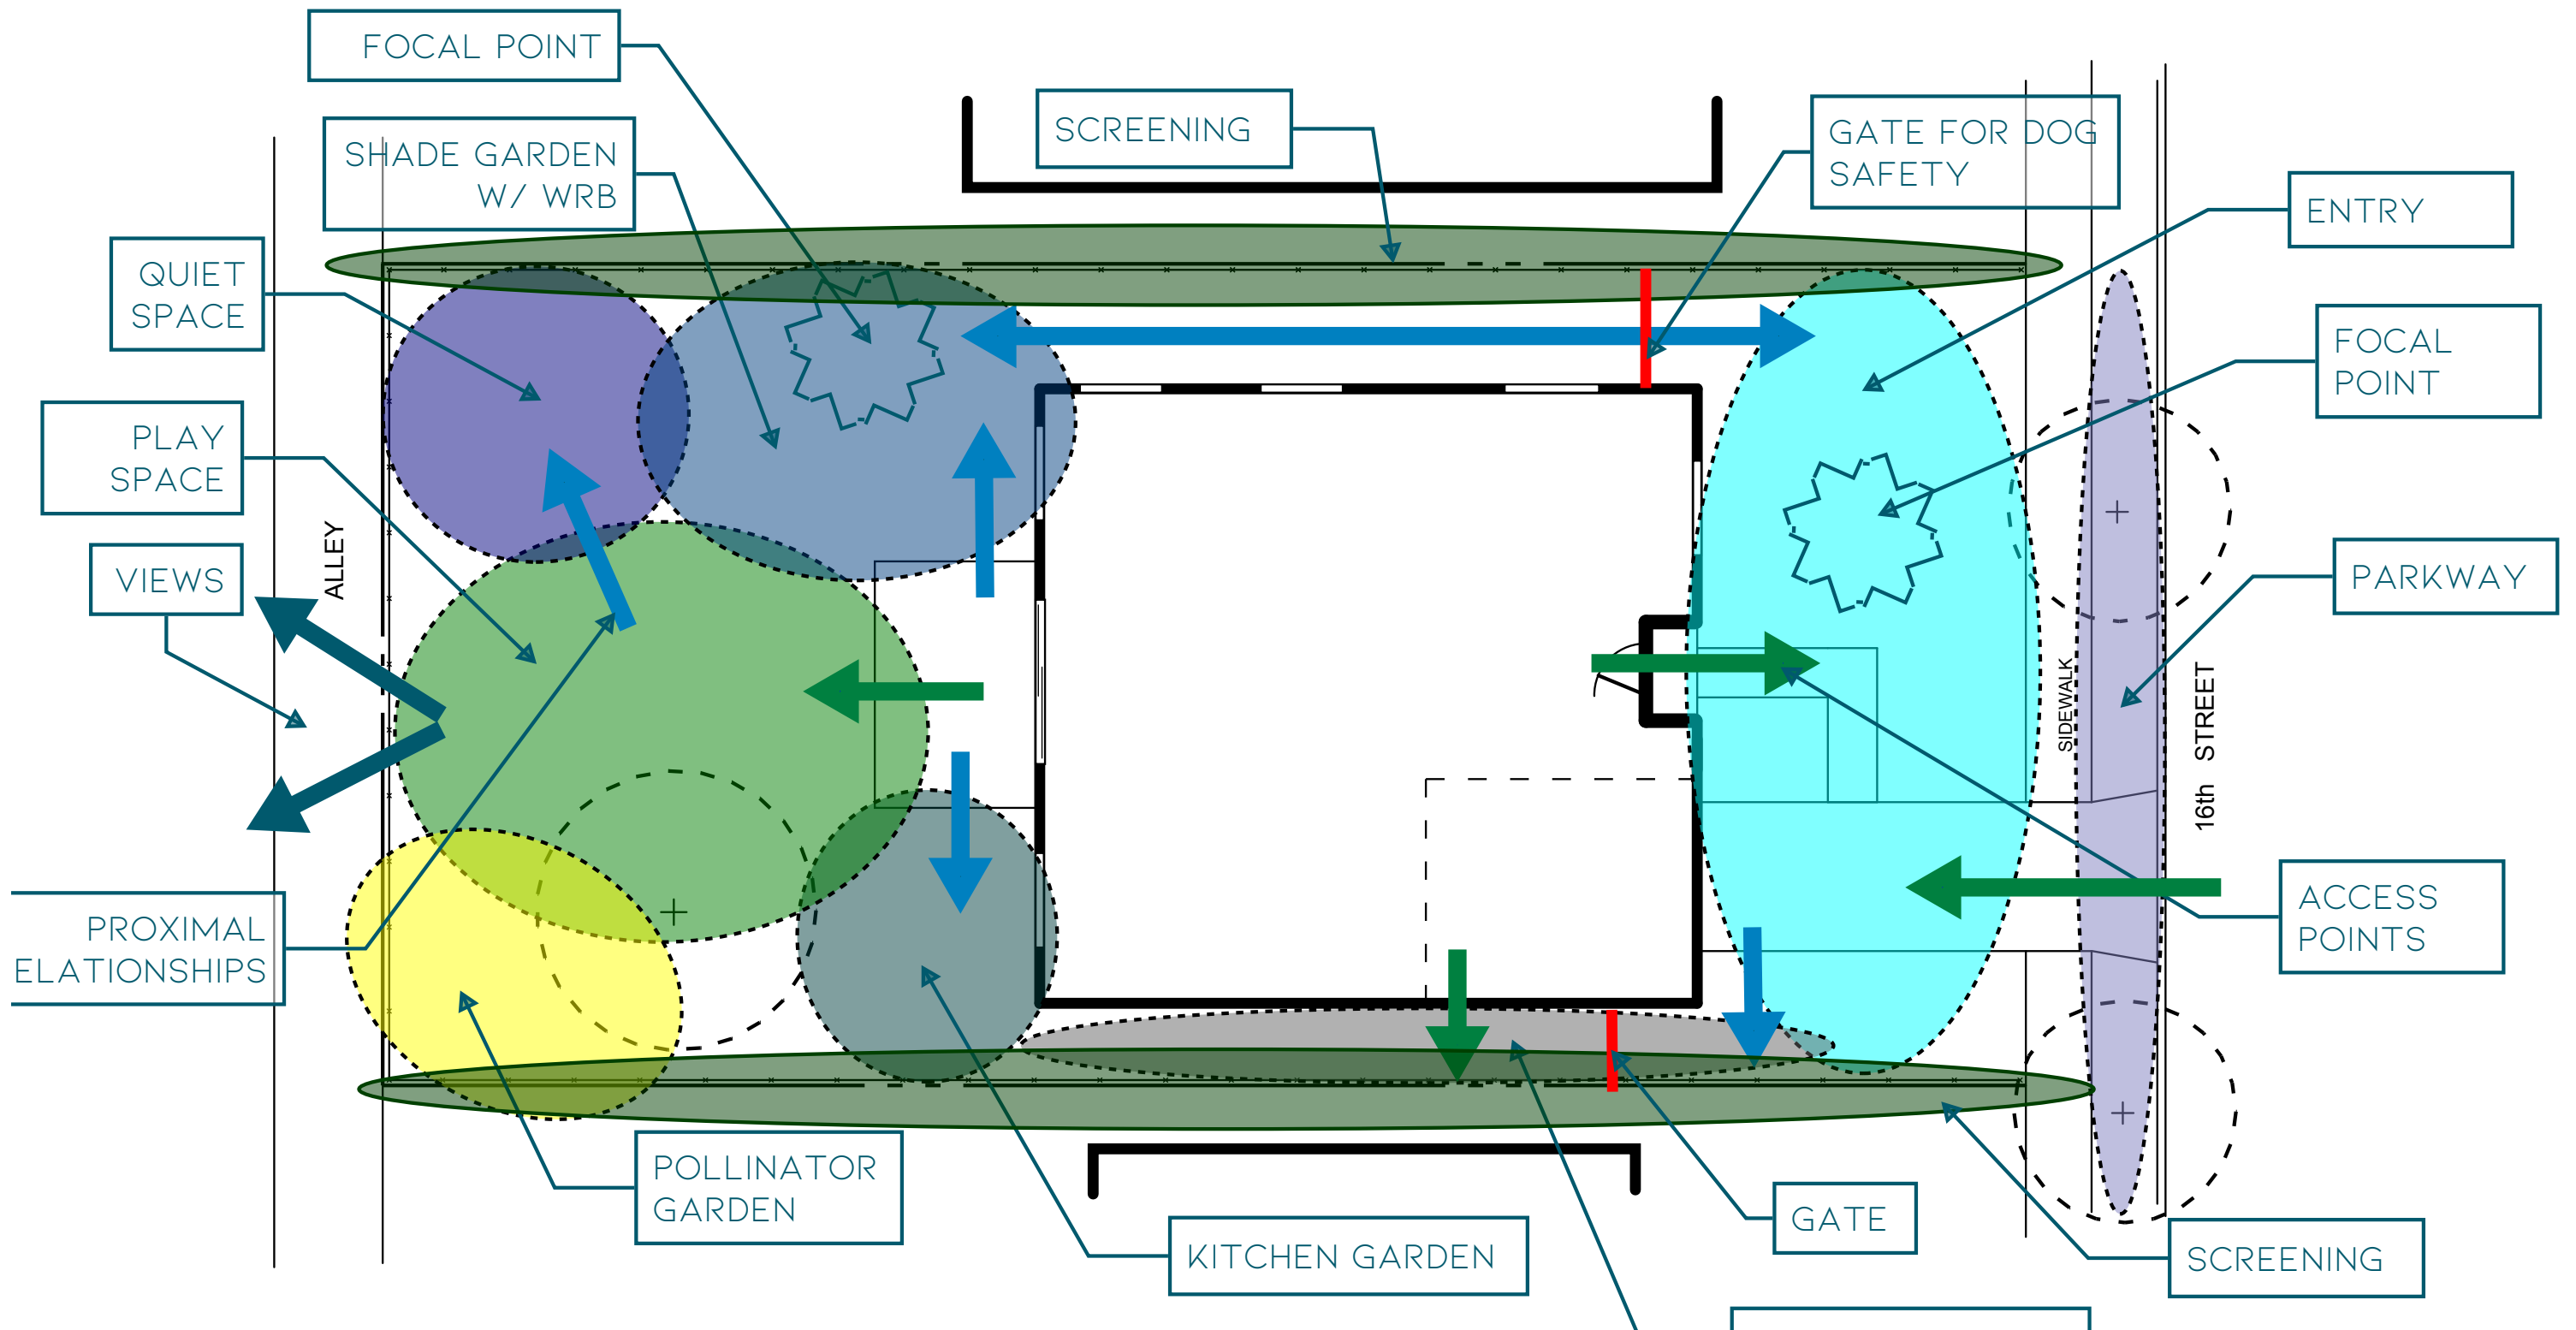 FOCAL POINT
SCREENING
GATE FOR DOG
SAFETY
SHADE GARDEN
W/ WRB
ENTRY
QUIET
SPACE
FOCAL
POINT
PLAY
SPACE
ALLEY
VIEWS
PARKWAY
SIDEWALK
16th STREET
PROXIMAL
ELATIONSHIPS
ACCESS
POINTS
POLLINATOR
GARDEN
KITCHEN GARDEN
GATE
SCREENING